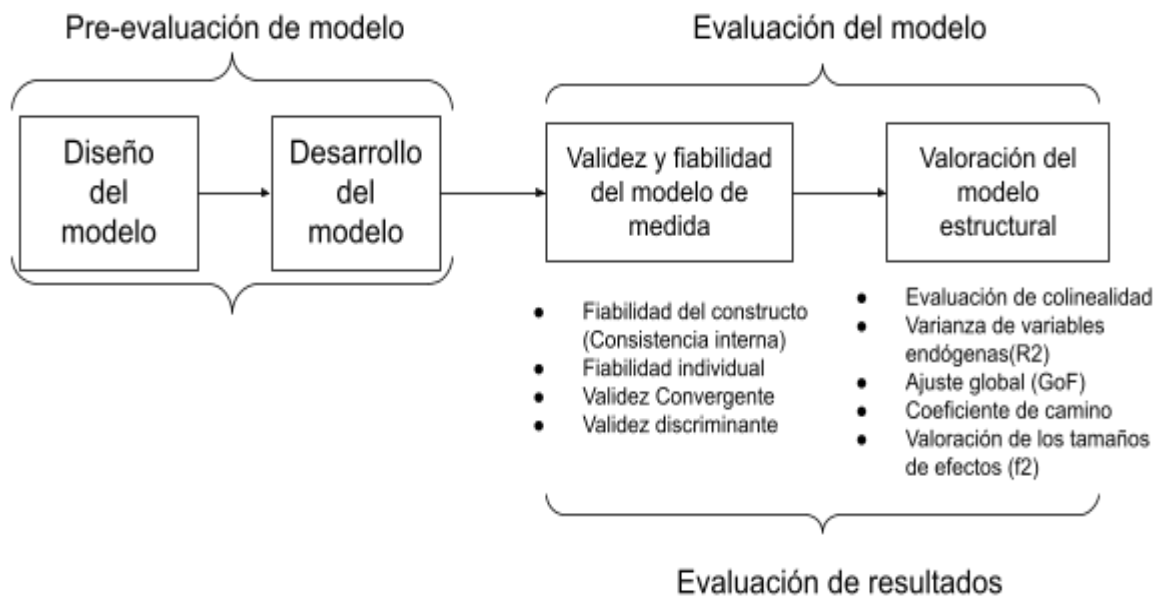 Pre-evaluación de modelo
Diseño
del
modelo
Desarrollo
del
modelo
Evaluación del modelo
Validez y fiabilidad
del modelo de
medida
Valoración del
modelo
estructural
● Fiabilidad del constructo
(Consistencia interna)
● Fiabilidad individual
● Validez Convergente
● Validez discriminante
● Evaluación de colinealidad
● Varianza de variables
endógenas(R2)
● Ajuste global (GoF)
● Coeficiente de camino
● Valoración de los tamaños
de efectos (f2)
Evaluación de resultados